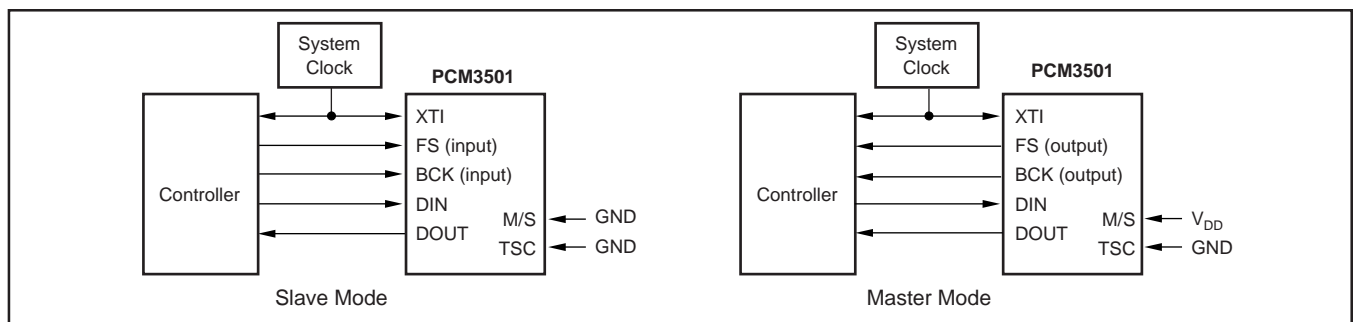 System
Clock
PCM3501
Controller
XTI
FS (input)
BCK (input)
DIN
DOUT
M/S
TSC
GND
GND
Slave Mode
System
Clock
PCM3501
Controller
XTI
FS (output)
BCK (output)
DIN
DOUT
M/S
TSC
VDD
GND
Master Mode